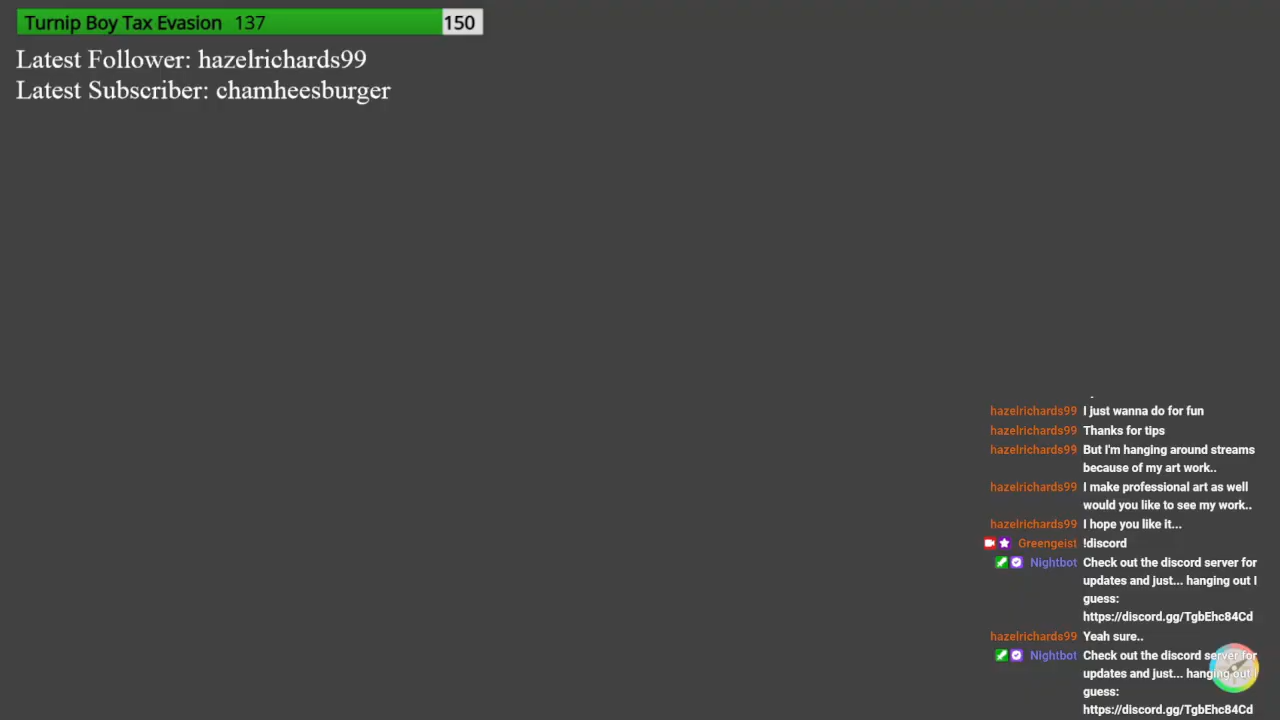 Turnip Boy Tax Evasion 137 150
Latest Follower: hazelrichards99
Latest Subscriber: chamheesburger
hazelrichards99 I just wanna do for fun
hazelrichards99 Thanks for tips
hazelrichards99 But I'm hanging around streams
because of my art work..
hazelrichards99 I make professional art as well
would you like to see my work..
hazelrichards99 I hope you like it...
Greengeist !discord
Nightbot Check out the discord server for
updates and just... hanging out I
guess:
https://discord.gg/TgbEhc84Cd
hazelrichards99 Yeah sure..
Nightbot Check out the discord server for
updates and just... hanging out I
guess:
https://discord.gg/TgbEhc84Cd